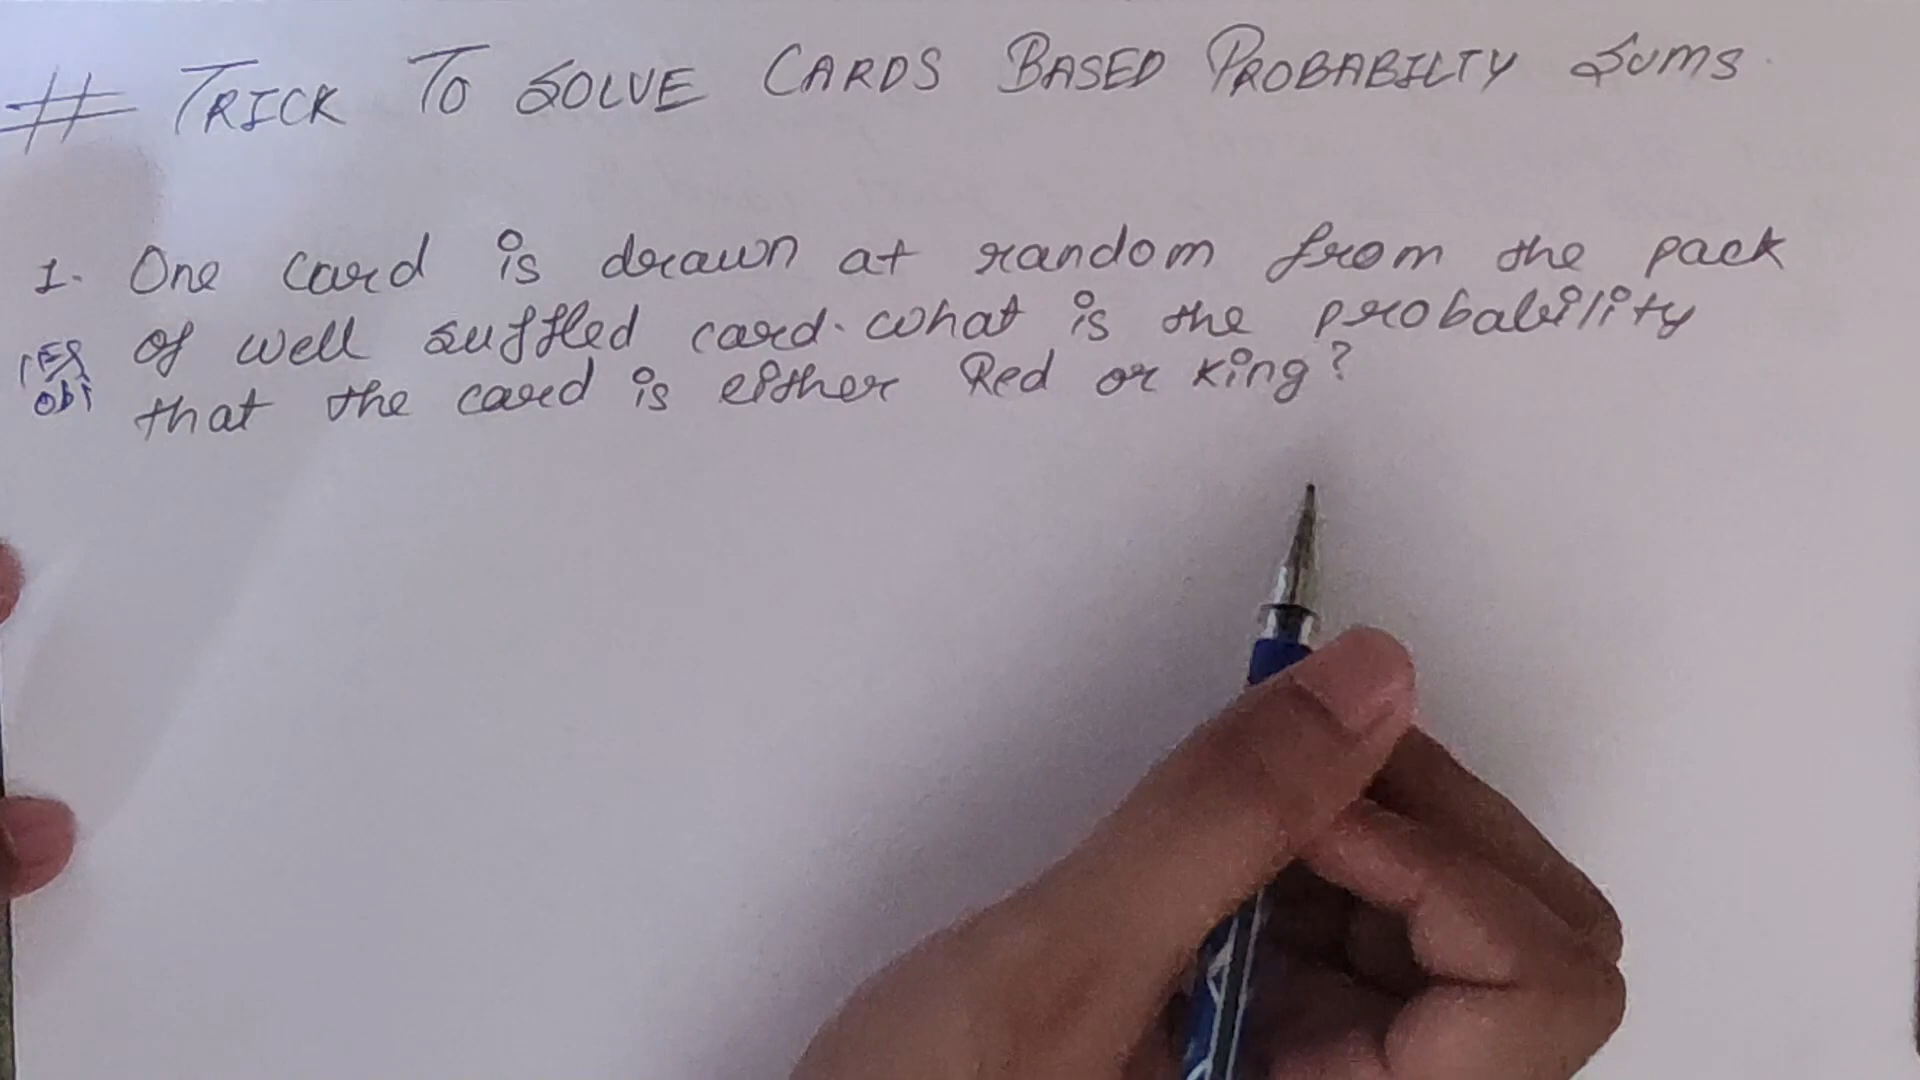 # TRICK TO SOLVE CARDS BASED PROBABILTY SUMS.
1. One card is drawn at random from the pack
of well suffled card. what is the probability
that the card is either Red or King?